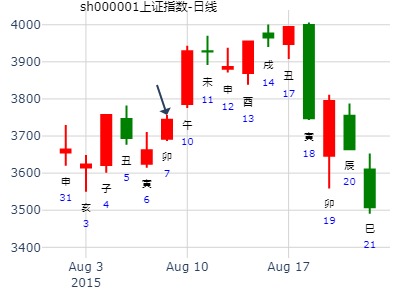 sh000001上证指数-日线
4000
3900
3800
3700
3600
3500
3400
申
31
亥
3
子
4
丑
5
寅
6
卯
7
午
10
未
11
申
12
酉
13
戌
14
丑
17
寅
18
卯
19
辰
20
巳
21
Aug 3
2015
Aug 10
Aug 17